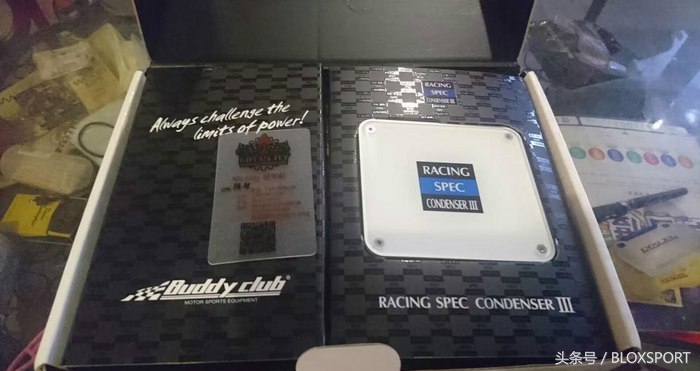 Always challenge the
limits of power!
Buddy club®
MOTOR SPORTS EQUIPMENT
RACING
SPEC
CONDENSER III
RACING
SPEC
CONDENSER III
RACING SPEC CONDENSER III
头条号 / BLOXSPORT